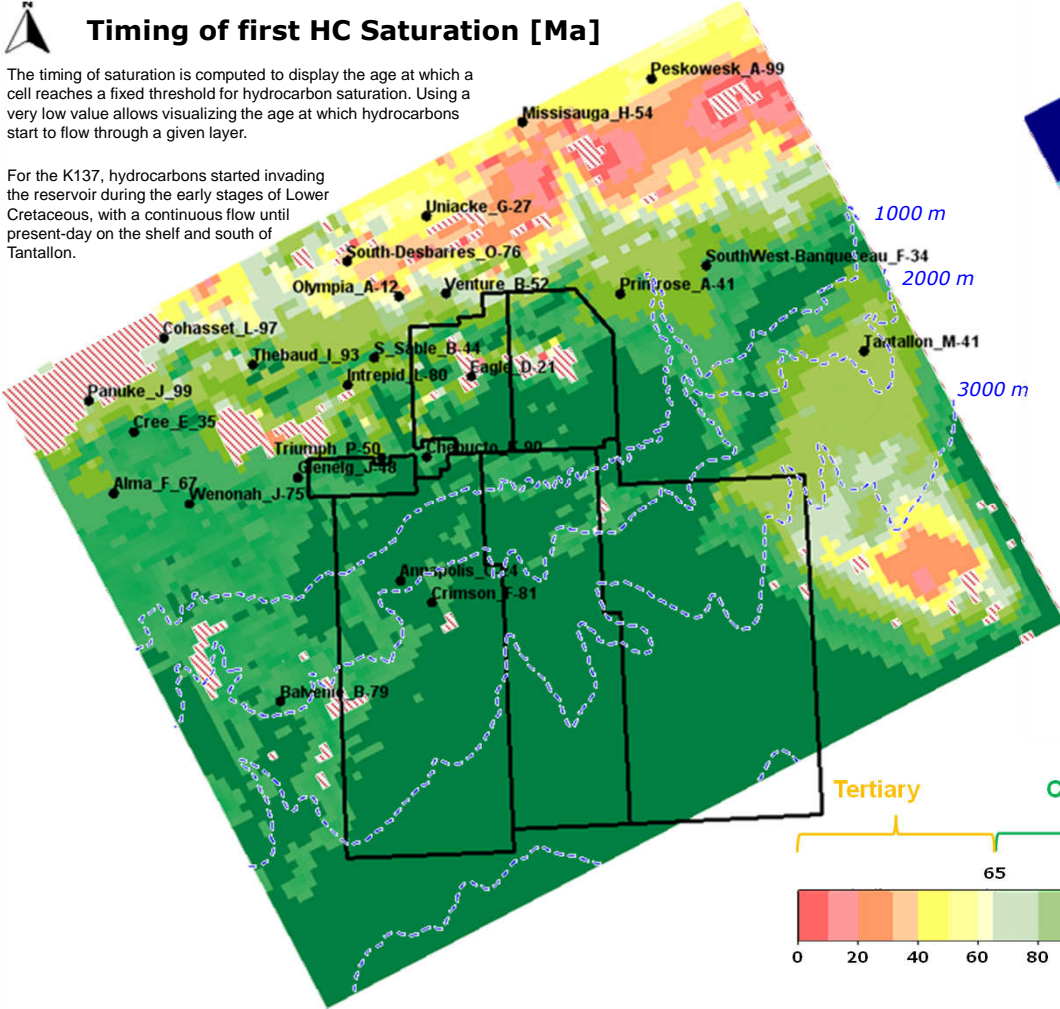 N
Timing of first HC Saturation [Ma]
The timing of saturation is computed to display the age at which a
cell reaches a fixed threshold for hydrocarbon saturation. Using a
very low value allows visualizing the age at which hydrocarbons
start to flow through a given layer.
For the K137, hydrocarbons started invading
the reservoir during the early stages of Lower
Cretaceous, with a continuous flow until
present-day on the shelf and south of
Tantallon.
Peskowesk_A-99
Missisauga_H-54
Uniacke_G-27
1000 m
South-Desbarres_O-76
SouthWest-Banquereau_F-34
2000 m
Olympia_A-12
Venture_B-52
Primrose_A-41
Cohasset_L-97
Tantallon_M-41
Thebaud_I_93
S_Sable_B-44
Intrepid_L-80
Eagle_D-21
3000 m
Panuke_J_99
Cree_E_35
Triumph_P-50
Chebucto_K-90
Glenelg_J-48
Alma_F_67
Wenonah_J-75
Annapolis_G-24
Crimson_F-81
Balvenie_B-79
Tertiary
65
0 20 40 60 80